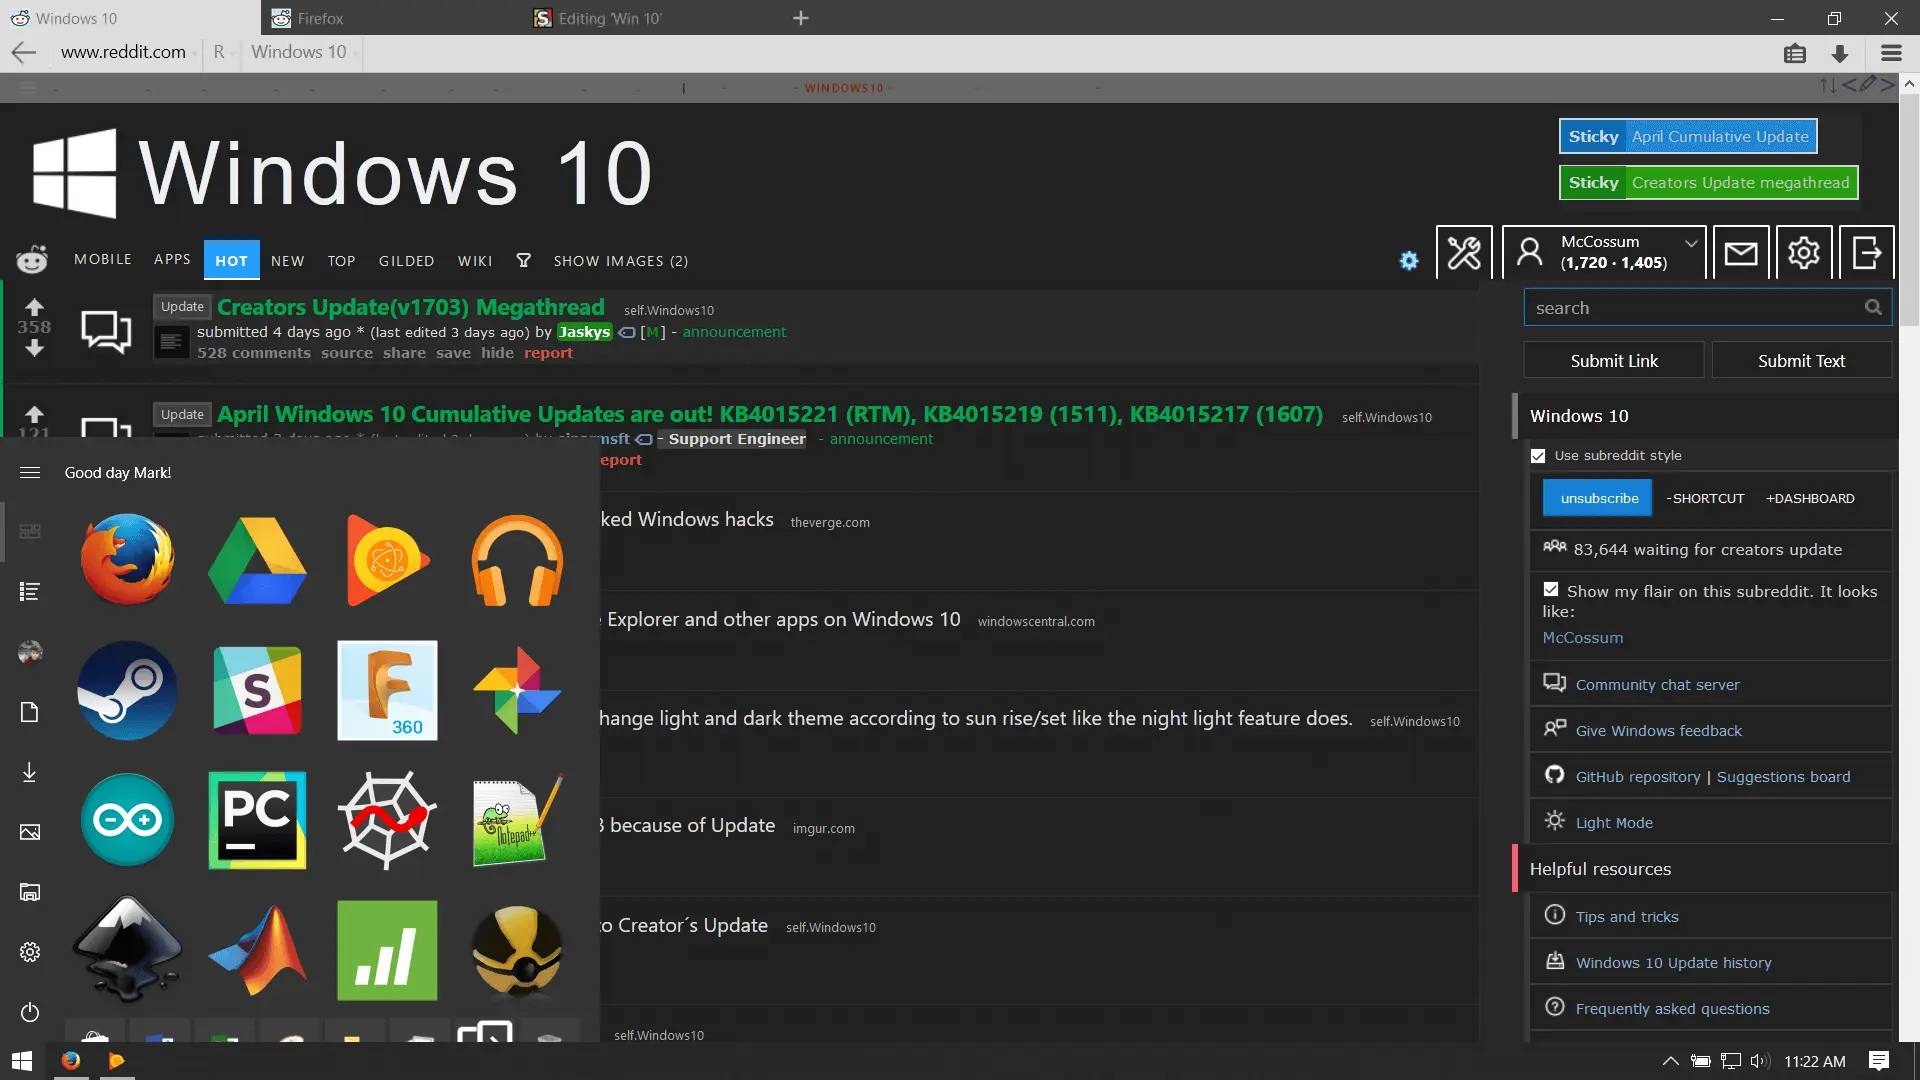 Windows 10
Firefox
Editing 'Win 10'
www.reddit.com
R
Windows 10
- WINDOWS10 -
Windows 10
Sticky April Cumulative Update
Sticky Creators Update megathread
MOBILE APPS HOT NEW TOP GILDED WIKI SHOW IMAGES (2)
McCossum
(1,720 · 1,405)
358
Update Creators Update(v1703) Megathread self.Windows10
submitted 4 days ago * (last edited 3 days ago) by Jaskys [M] - announcement
528 comments source share save hide report
121
Update April Windows 10 Cumulative Updates are out! KB4015221 (RTM), KB4015219 (1511), KB4015217 (1607) self.Windows10
- Support Engineer - announcement
eport
ked Windows hacks theverge.com
Explorer and other apps on Windows 10 windowscentral.com
hange light and dark theme according to sun rise/set like the night light feature does. self.Windows10
because of Update imgur.com
to Creator´s Update self.Windows10
self.Windows10
search
Submit Link
Submit Text
Windows 10
Use subreddit style
unsubscribe -SHORTCUT +DASHBOARD
83,644 waiting for creators update
Show my flair on this subreddit. It looks
like:
McCossum
Community chat server
Give Windows feedback
GitHub repository | Suggestions board
Light Mode
Helpful resources
Tips and tricks
Windows 10 Update history
Frequently asked questions
Good day Mark!
S
F
360
PC
Notepad++
11:22 AM